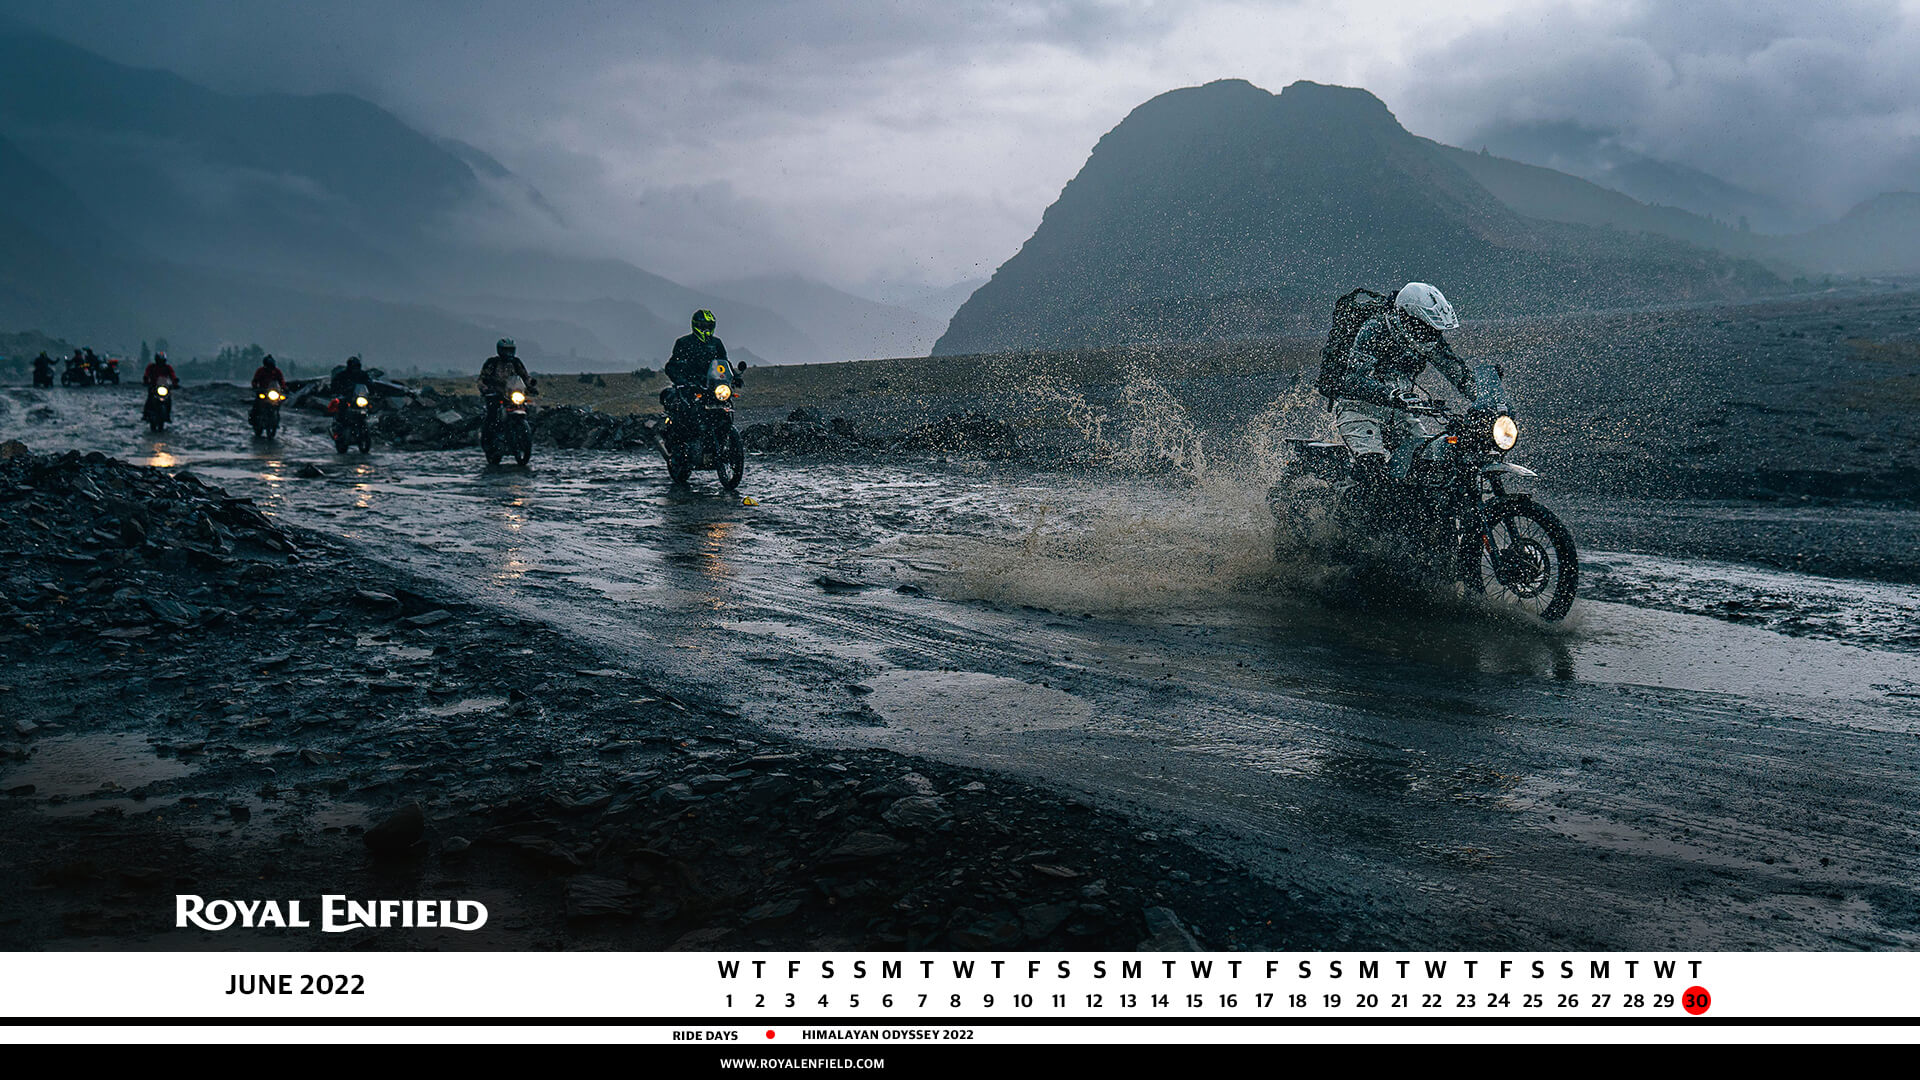 ROYAL ENFIELD
JUNE 2022
W T F S S M T W T F S S M T W T F S S M T W T F S S M T W T
1 2 3 4 5 6 7 8 9 10 11 12 13 14 15 16 17 18 19 20 21 22 23 24 25 26 27 28 29 30
RIDE DAYS HIMALAYAN ODYSSEY 2022
WWW.ROYALENFIELD.COM